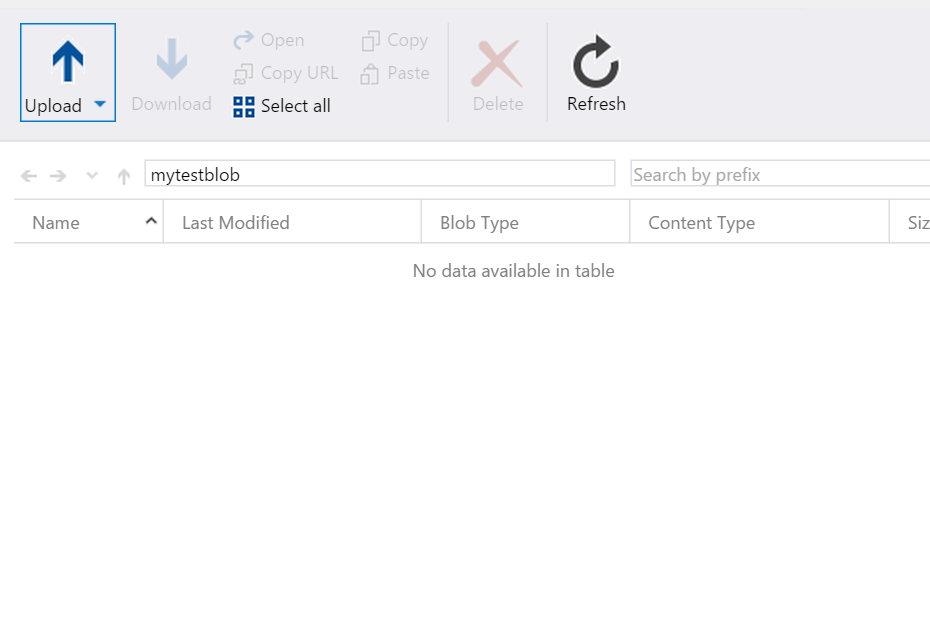 Open Copy
Copy URL Paste
Upload Download Select all Delete Refresh
mytestblob Search by prefix
Name Last Modified Blob Type Content Type Siz
No data available in table